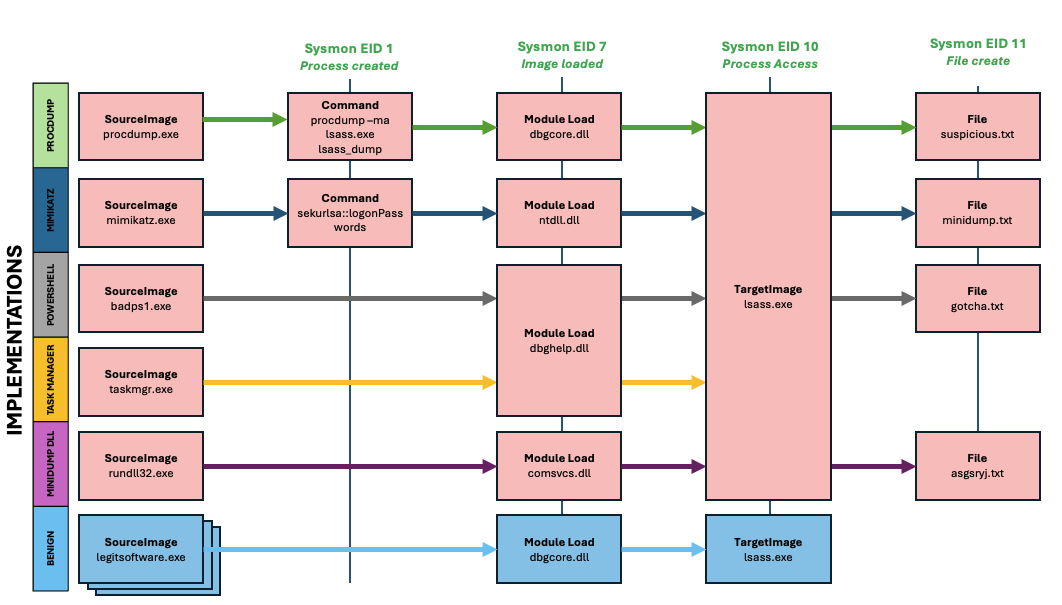 Sysmon EID 1
Process created
Sysmon EID 7
Image loaded
Sysmon EID 10
Process Access
Sysmon EID 11
File create
IMPLEMENTATIONS
PROCDUMP
SourceImage
procdump.exe
Command
procdump –ma
lsass.exe
lsass_dump
Module Load
dbgcore.dll
File
suspicious.txt
MIMIKATZ
SourceImage
mimikatz.exe
Command
sekurlsa::logonPass
words
Module Load
ntdll.dll
File
minidump.txt
POWERSHELL
SourceImage
badps1.exe
Module Load
dbghelp.dll
TargetImage
lsass.exe
File
gotcha.txt
TASK MANAGER
SourceImage
taskmgr.exe
MINIDUMP DLL
SourceImage
rundll32.exe
Module Load
comsvcs.dll
File
asgsryj.txt
BENIGN
SourceImage
legitsoftware.exe
Module Load
dbgcore.dll
TargetImage
lsass.exe